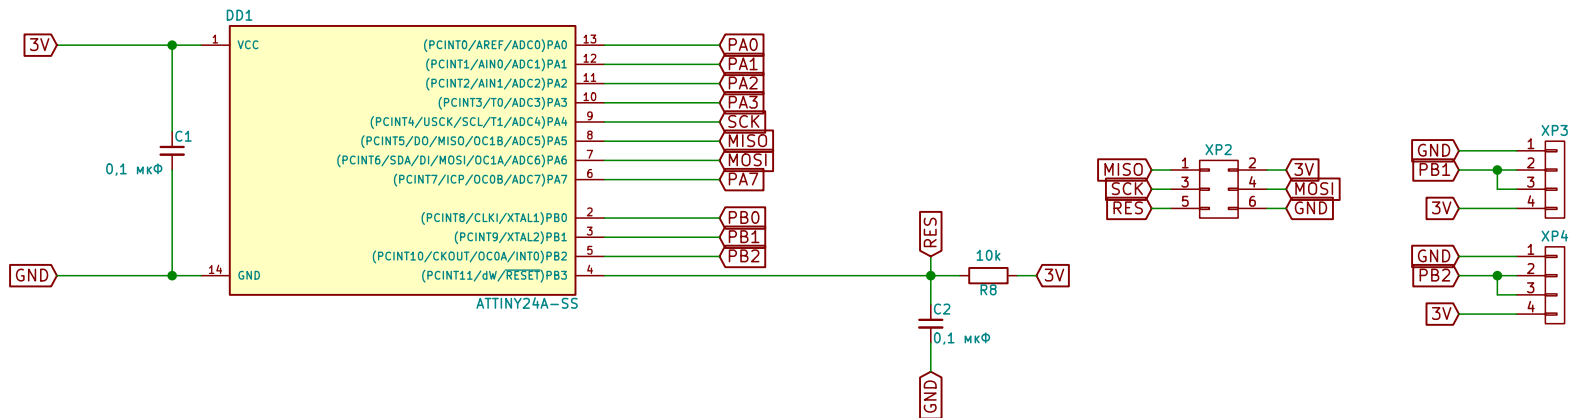 DD1
3V
1
VCC
(PCINT0/AREF/ADC0)PA0
13
PA0
(PCINT1/AIN0/ADC1)PA1
12
PA1
(PCINT2/AIN1/ADC2)PA2
11
PA2
(PCINT3/T0/ADC3)PA3
10
PA3
(PCINT4/USCK/SCL/T1/ADC4)PA4
9
SCK
(PCINT5/DO/MISO/OC1B/ADC5)PA5
8
MISO
(PCINT6/SDA/DI/MOSI/OC1A/ADC6)PA6
7
MOSI
(PCINT7/ICP/OC0B/ADC7)PA7
6
PA7
(PCINT8/CLKI/XTAL1)PB0
2
PB0
(PCINT9/XTAL2)PB1
3
PB1
(PCINT10/CKOUT/OC0A/INT0)PB2
5
PB2
(PCINT11/dW/RESET)PB3
4
C1
0,1 мкФ
GND
14
GND
ATTINY24A-SS
RES
10k
R8
3V
C2
0,1 мкФ
GND
XP2
MISO
1
2
3V
SCK
3
4
MOSI
RES
5
6
GND
XP3
GND
1
PB1
2
3
3V
4
XP4
GND
1
PB2
2
3
3V
4